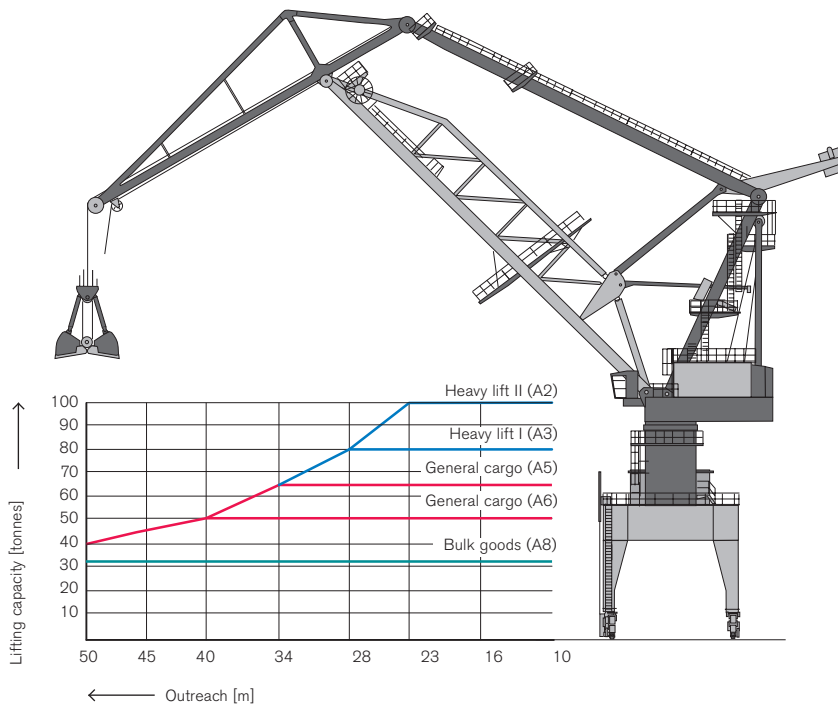 Heavy lift II (A2)
Heavy lift I (A3)
General cargo (A5)
General cargo (A6)
Bulk goods (A8)
Lifting capacity [tonnes]
100
90
80
70
60
50
40
30
20
10
50 45 40 34 28 23 16 10
Outreach [m]